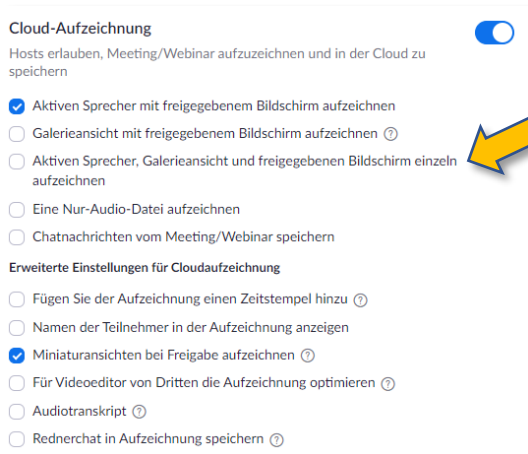 Cloud-Aufzeichnung
Hosts erlauben, Meeting/Webinar aufzuzeichnen und in der Cloud zu
speichern
Aktiven Sprecher mit freigegebenem Bildschirm aufzeichnen
Galerieansicht mit freigegebenem Bildschirm aufzeichnen ?
Aktiven Sprecher, Galerieansicht und freigegebenen Bildschirm einzeln
aufzeichnen
Eine Nur-Audio-Datei aufzeichnen
Chatnachrichten vom Meeting/Webinar speichern
Erweiterte Einstellungen für Cloudaufzeichnung
Fügen Sie der Aufzeichnung einen Zeitstempel hinzu ?
Namen der Teilnehmer in der Aufzeichnung anzeigen
Miniaturansichten bei Freigabe aufzeichnen ?
Für Videoeditor von Dritten die Aufzeichnung optimieren ?
Audiotranskript ?
Rednerchat in Aufzeichnung speichern ?